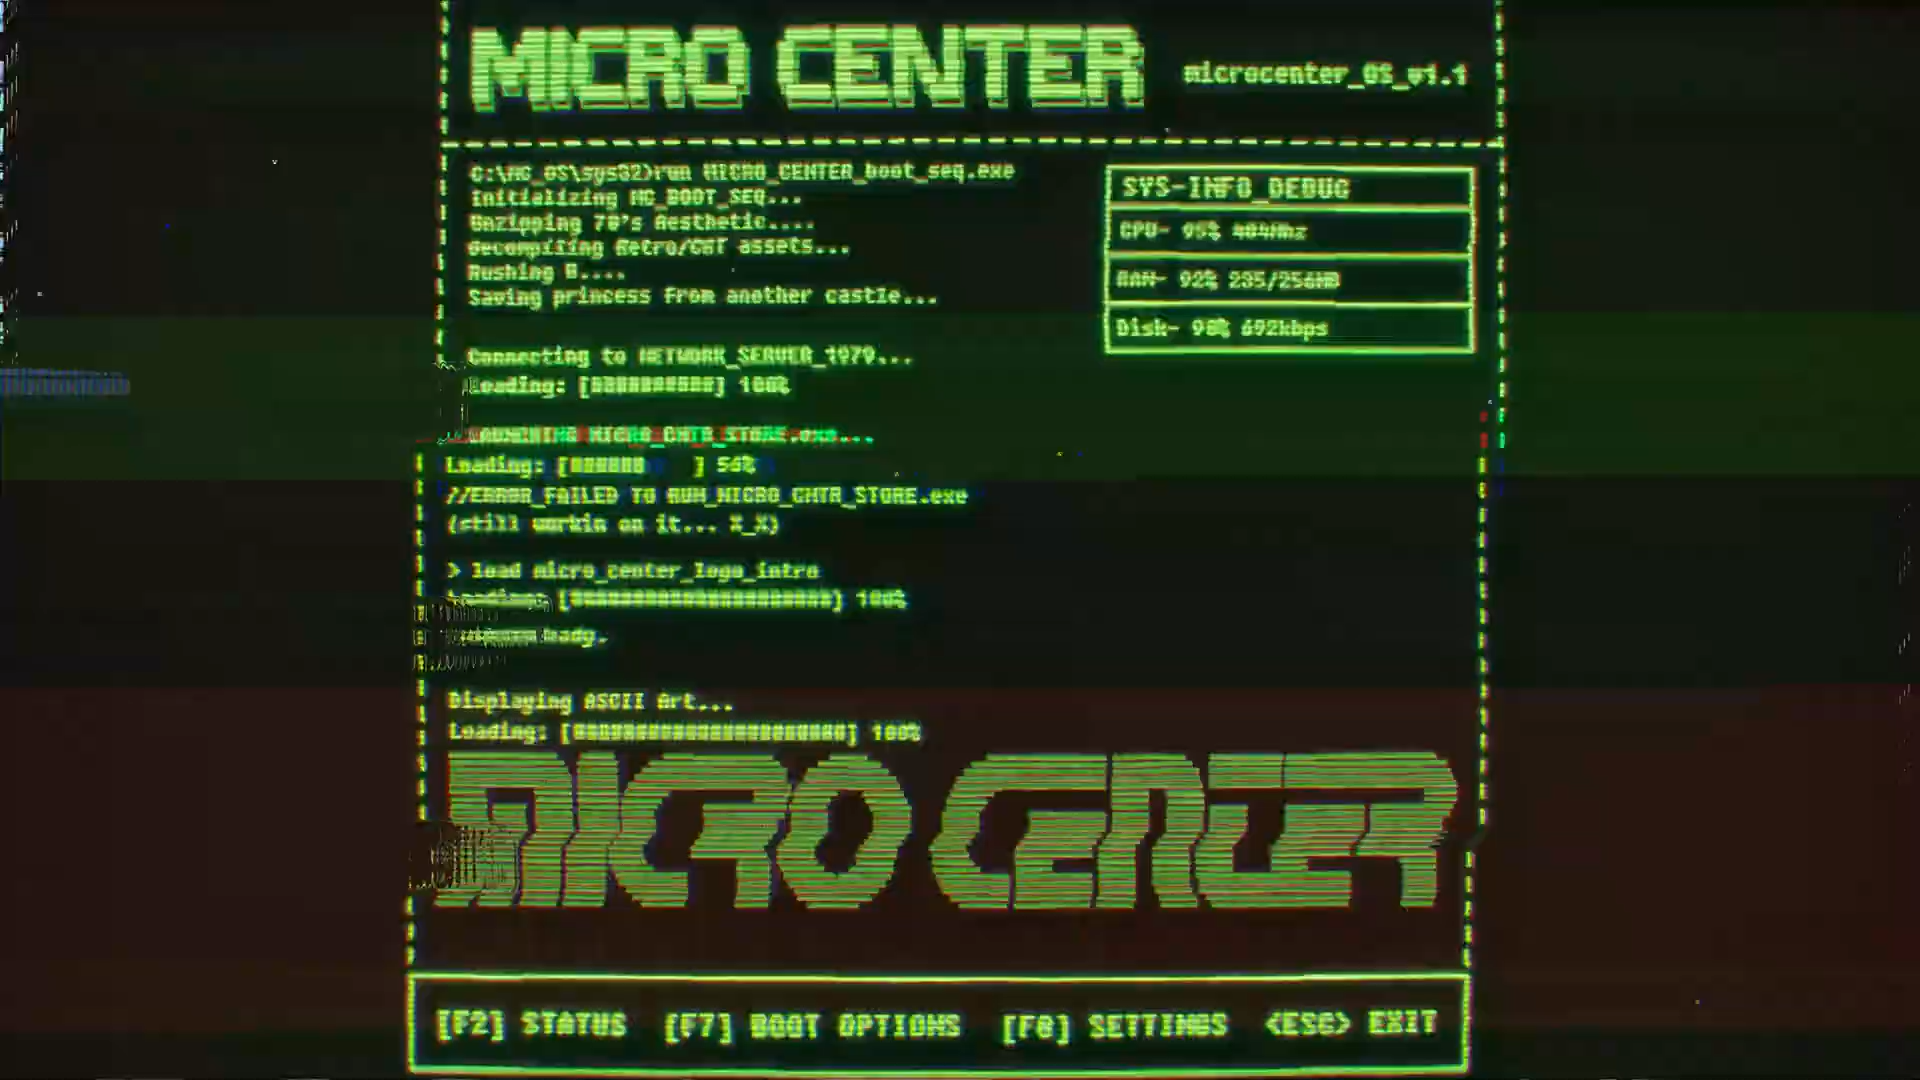 MICRO CENTER
microcenter_OS_v1.1
C:\MC_OS\sys32>run MICRO_CENTER_boot_seq.exe
Initializing MC_BOOT_SEQ...
Unzipping 70's Aesthetic....
Decompiling Retro/CRT assets...
Rushing B....
Saving princess from another castle...
SYS-INFO_DEBUG
CPU- 95% 404Mhz
RAM- 92% 235/256MB
Disk- 98% 692kbps
Connecting to NETWORK_SERVER_1979...
Loading: [##########] 100%
MICRO_CNTR_STORE.exe...
Loading: [###### ] 56%
//ERROR_FAILED TO RUN_MICRO_CNTR_STORE.exe
(still workin on it... X_X)
> load micro_center_logo_intro
Loading: [#####################] 100%
Ready.
Displaying ASCII Art...
Loading: [######################] 100%
MICRO CENTER
[F2] STATUS [F7] BOOT OPTIONS [F8] SETTINGS <ESC> EXIT